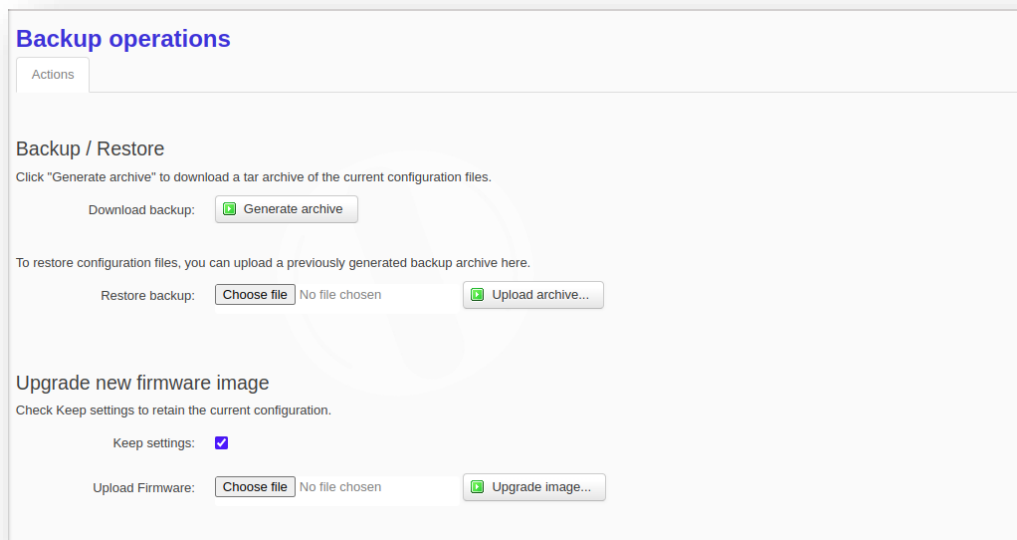 Backup operations
Actions
Backup / Restore
Click "Generate archive" to download a tar archive of the current configuration files.
Download backup: Generate archive
To restore configuration files, you can upload a previously generated backup archive here.
Restore backup: Choose file No file chosen Upload archive...
Upgrade new firmware image
Check Keep settings to retain the current configuration.
Keep settings:
Upload Firmware: Choose file No file chosen Upgrade image...